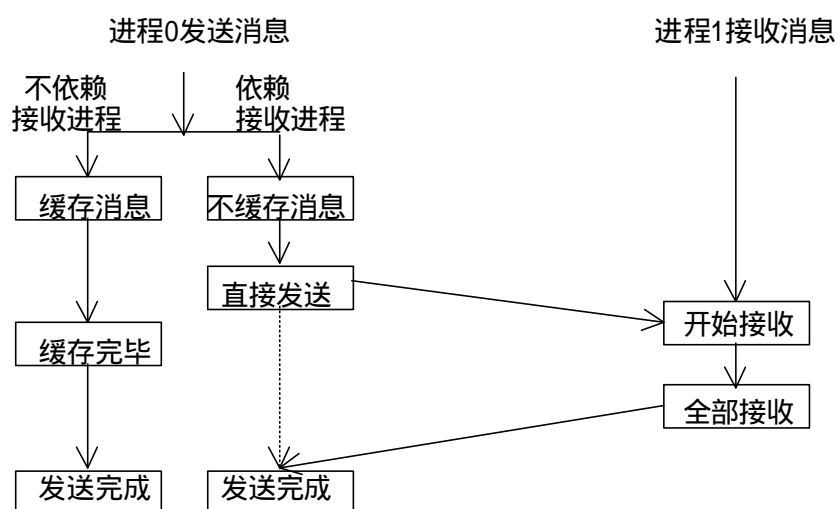 进程0发送消息
进程1接收消息
不依赖
接收进程
依赖
接收进程
缓存消息
不缓存消息
直接发送
开始接收
缓存完毕
全部接收
发送完成
发送完成